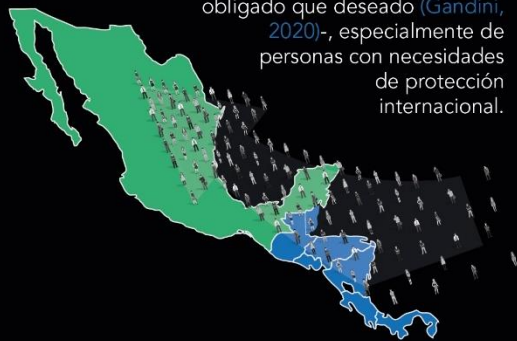 obligado que deseado (Gandini,
2020)-, especialmente de
personas con necesidades
de protección
internacional.